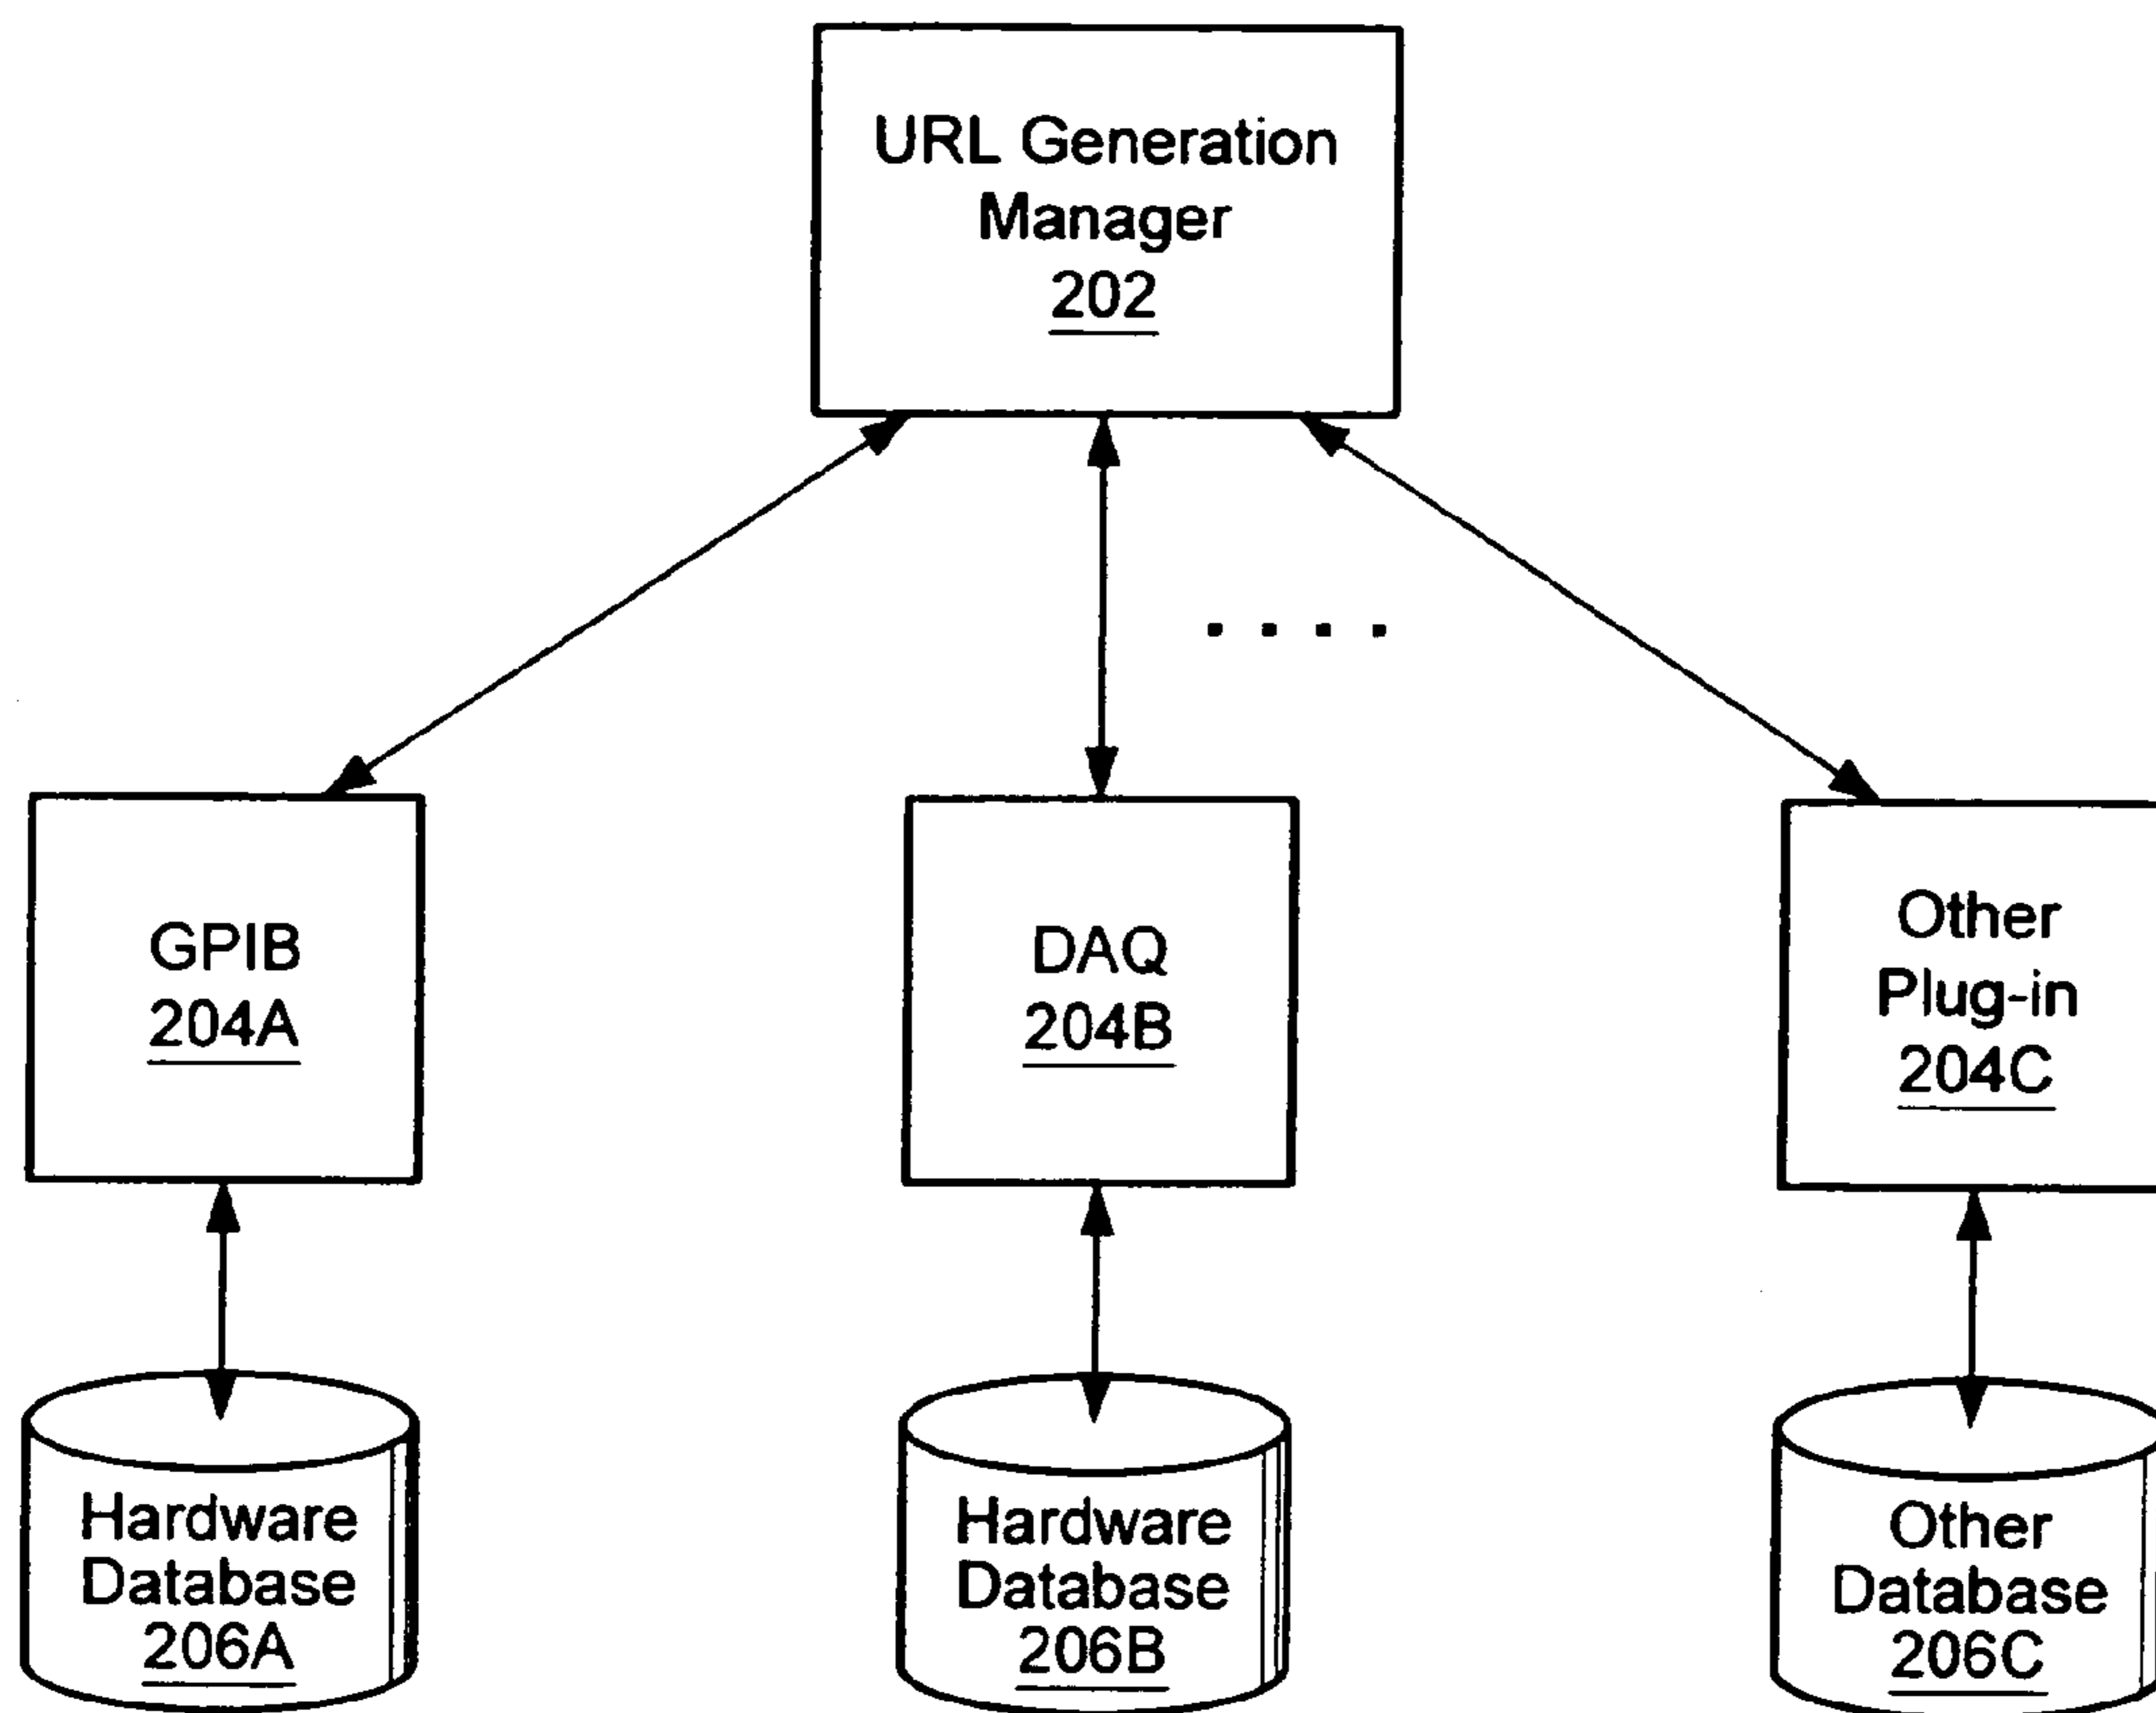 URL Generation
Manager
202
GPIB
204A
DAQ
204B
Other
Plug-in
204C
Hardware
Database
206A
Hardware
Database
206B
Other
Database
206C